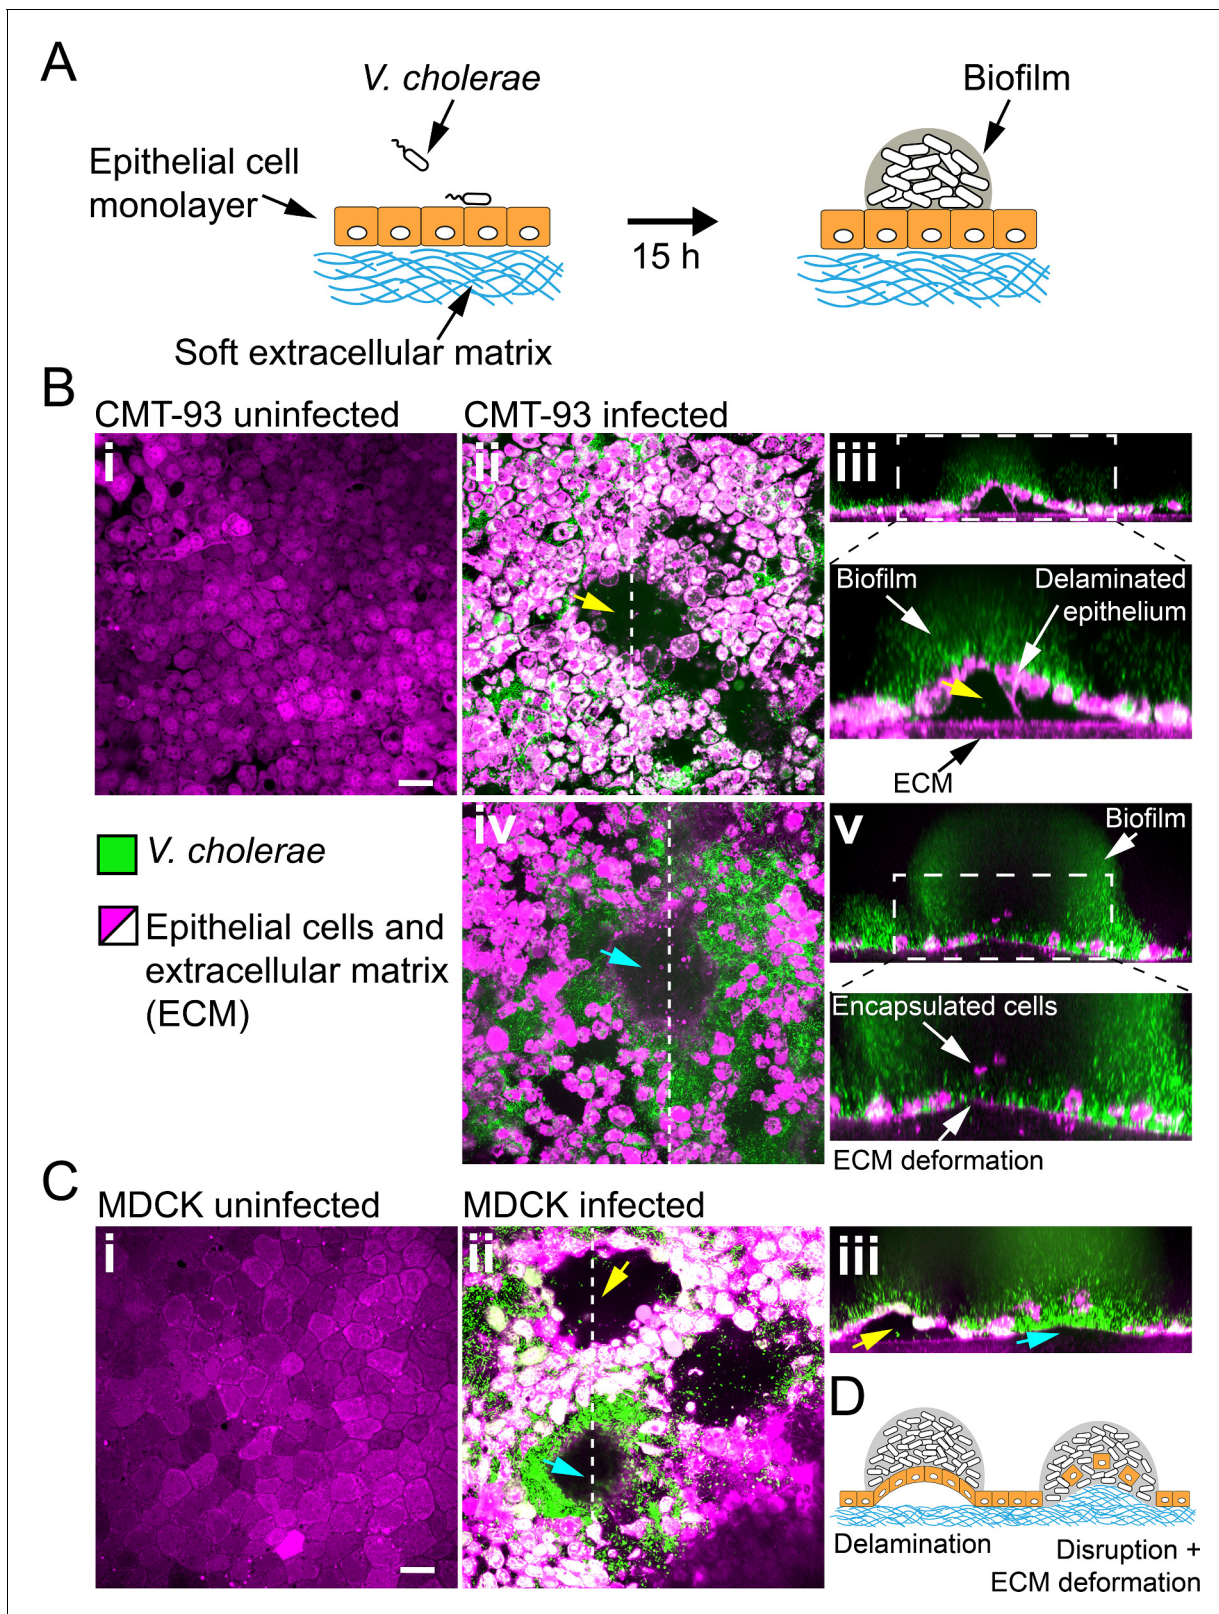 A
V. cholerae
Biofilm
Epithelial cell
monolayer
15 h
Soft extracellular matrix
B
CMT-93 uninfected
CMT-93 infected
i
ii
iii
Biofilm
Delaminated
epithelium
ECM
iv
v
Biofilm
V. cholerae
Epithelial cells and
extracellular matrix
(ECM)
Encapsulated cells
ECM deformation
C
MDCK uninfected
MDCK infected
i
ii
iii
D
Delamination
Disruption +
ECM deformation